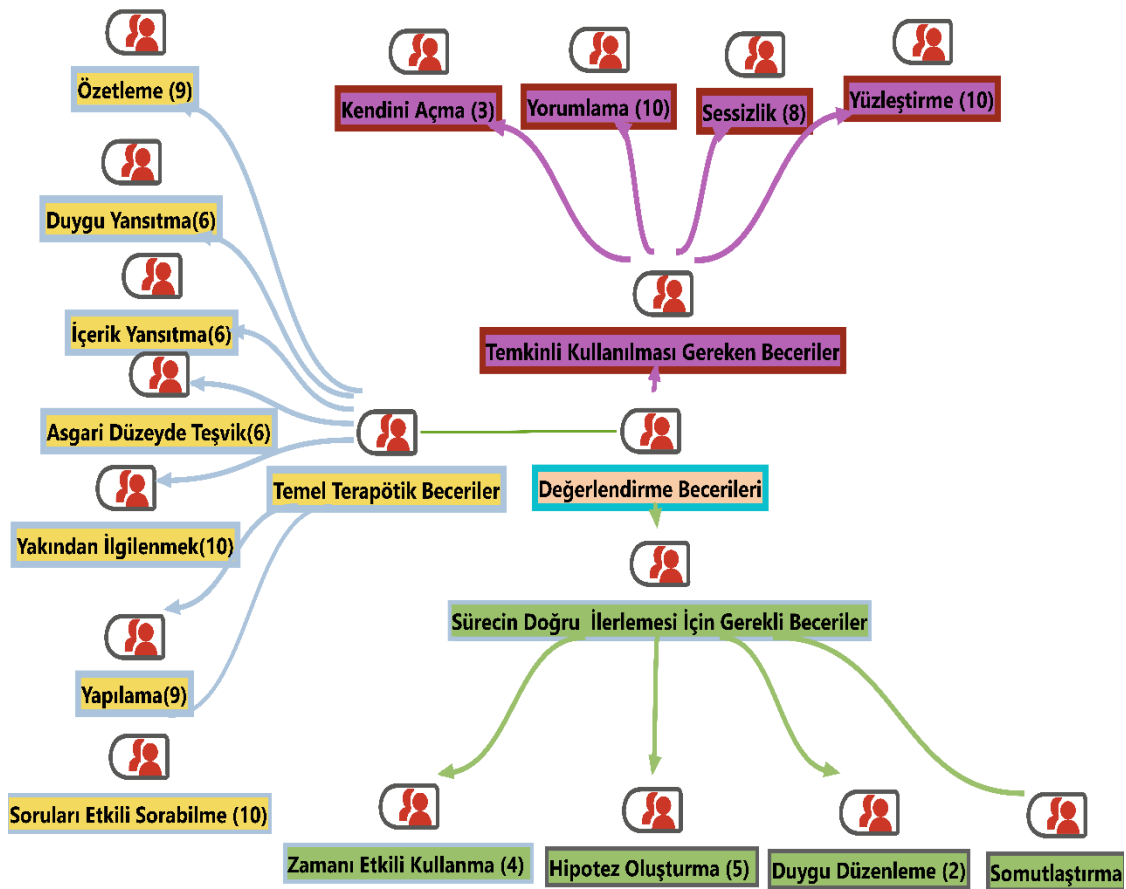 Özetleme (9)
Kendini Açma (3)
Yorumlama (10)
Sessizlik (8)
Yüzleştirme (10)
Duygu Yansıtma(6)
İçerik Yansıtma(6)
Temkinli Kullanılması Gereken Beceriler
Asgari Düzeyde Teşvik(6)
Temel Terapötik Beceriler
Değerlendirme Becerileri
Yakından İlgilenmek(10)
Sürecin Doğru İlerlemesi İçin Gerekli Beceriler
Yapılama(9)
Soruları Etkili Sorabilme (10)
Zamanı Etkili Kullanma (4)
Hipotez Oluşturma (5)
Duygu Düzenleme (2)
Somutlaştırma